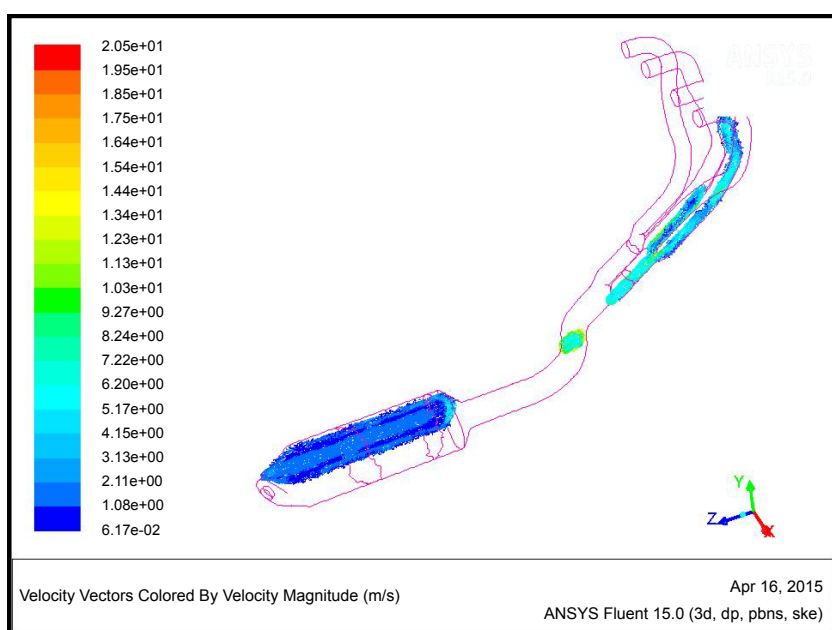 ANSYS
R15.0
2.05e+01
1.95e+01
1.85e+01
1.75e+01
1.64e+01
1.54e+01
1.44e+01
1.34e+01
1.23e+01
1.13e+01
1.03e+01
9.27e+00
8.24e+00
7.22e+00
6.20e+00
5.17e+00
4.15e+00
3.13e+00
2.11e+00
1.08e+00
6.17e-02
Y
Z
X
Velocity Vectors Colored By Velocity Magnitude (m/s)
Apr 16, 2015
ANSYS Fluent 15.0 (3d, dp, pbns, ske)